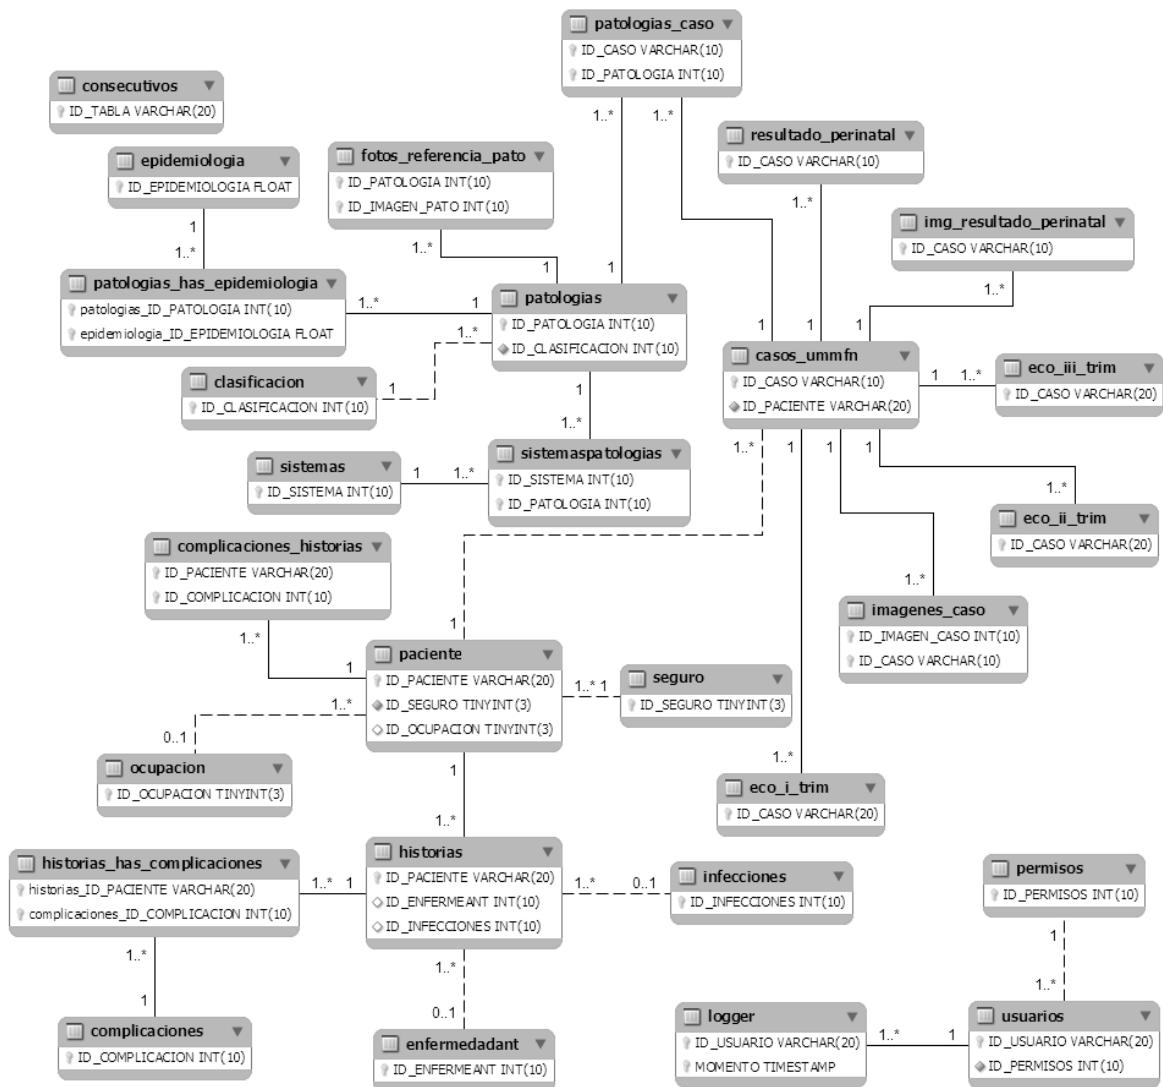 patologias_caso
ID_CASO VARCHAR(10)
ID_PATOLOGIA INT(10)
consecutivos
ID_TABLA VARCHAR(20)
1..*
1..*
resultado_perinatal
ID_CASO VARCHAR(10)
epidemiologia
ID_EPIDEMIOLOGIA FLOAT
fotos_referencia_pato
ID_PATOLOGIA INT(10)
ID_IMAGEN_PATO INT(10)
1..*
img_resultado_perinatal
ID_CASO VARCHAR(10)
1
1..*
1..*
1
1
patologias_has_epidemiologia
patologias_ID_PATOLOGIA INT(10)
epidemiologia_ID_EPIDEMIOLOGIA FLOAT
1..*
1
patologias
ID_PATOLOGIA INT(10)
ID_CLASIFICACION INT(10)
1..*
1..*
1
1
1
clasificacion
ID_CLASIFICACION INT(10)
1
1
casos_ummfn
ID_CASO VARCHAR(10)
ID_PACIENTE VARCHAR(20)
1
1..*
eco_iii_trim
ID_CASO VARCHAR(20)
1..*
1..*
1
1
1
sistemas
ID_SISTEMA INT(10)
1
1..*
sistemaspatologias
ID_SISTEMA INT(10)
ID_PATOLOGIA INT(10)
1..*
eco_ii_trim
ID_CASO VARCHAR(20)
complicaciones_historias
ID_PACIENTE VARCHAR(20)
ID_COMPLICACION INT(10)
1..*
imagenes_caso
ID_IMAGEN_CASO INT(10)
ID_CASO VARCHAR(10)
1..*
1
1
paciente
ID_PACIENTE VARCHAR(20)
ID_SEGURO TINYINT(3)
ID_OCUPACION TINYINT(3)
1..*
1
seguro
ID_SEGURO TINYINT(3)
1..*
0..1
ocupacion
ID_OCUPACION TINYINT(3)
1
1..*
1..*
eco_i_trim
ID_CASO VARCHAR(20)
historias_has_complicaciones
historias_ID_PACIENTE VARCHAR(20)
complicaciones_ID_COMPLICACION INT(10)
1..*
1
historias
ID_PACIENTE VARCHAR(20)
ID_ENFERMEANT INT(10)
ID_INFECCIONES INT(10)
1..*
0..1
infecciones
ID_INFECCIONES INT(10)
permisos
ID_PERMISOS INT(10)
1..*
1
1..*
0..1
1
1..*
complicaciones
ID_COMPLICACION INT(10)
enfermedadant
ID_ENFERMEANT INT(10)
logger
ID_USUARIO VARCHAR(20)
MOMENTO TIMESTAMP
1..*
1
usuarios
ID_USUARIO VARCHAR(20)
ID_PERMISOS INT(10)